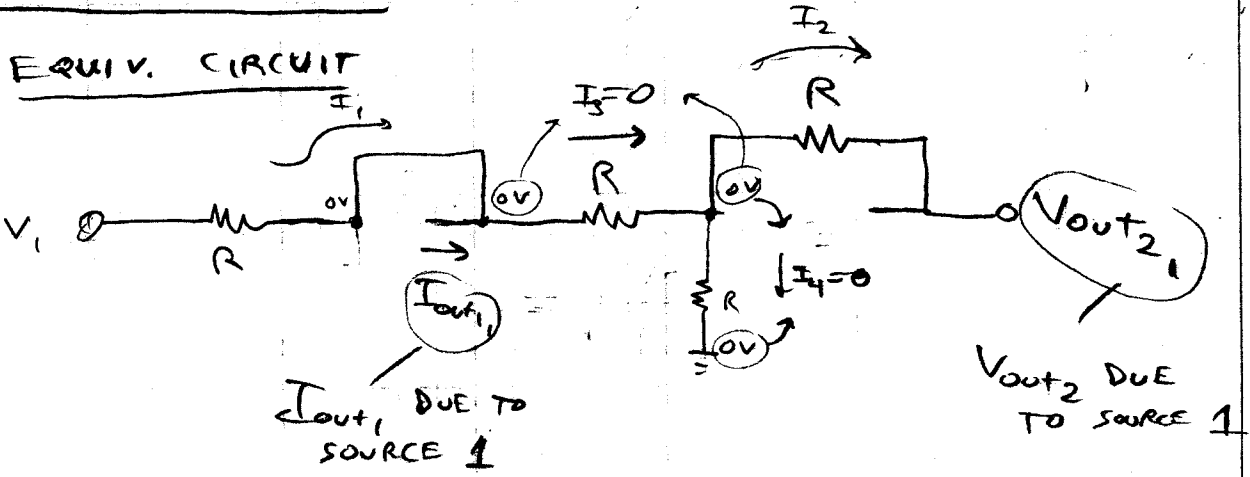 EQUIV. CIRCUIT
I₁
I₃=0
I₂
R
R
0V
0V
0V
V₁
R
I₄=0
R
0V
Iout₁₁
Vout₂₁
Iout₁ DUE TO
SOURCE 1
Vout₂ DUE
TO SOURCE 1